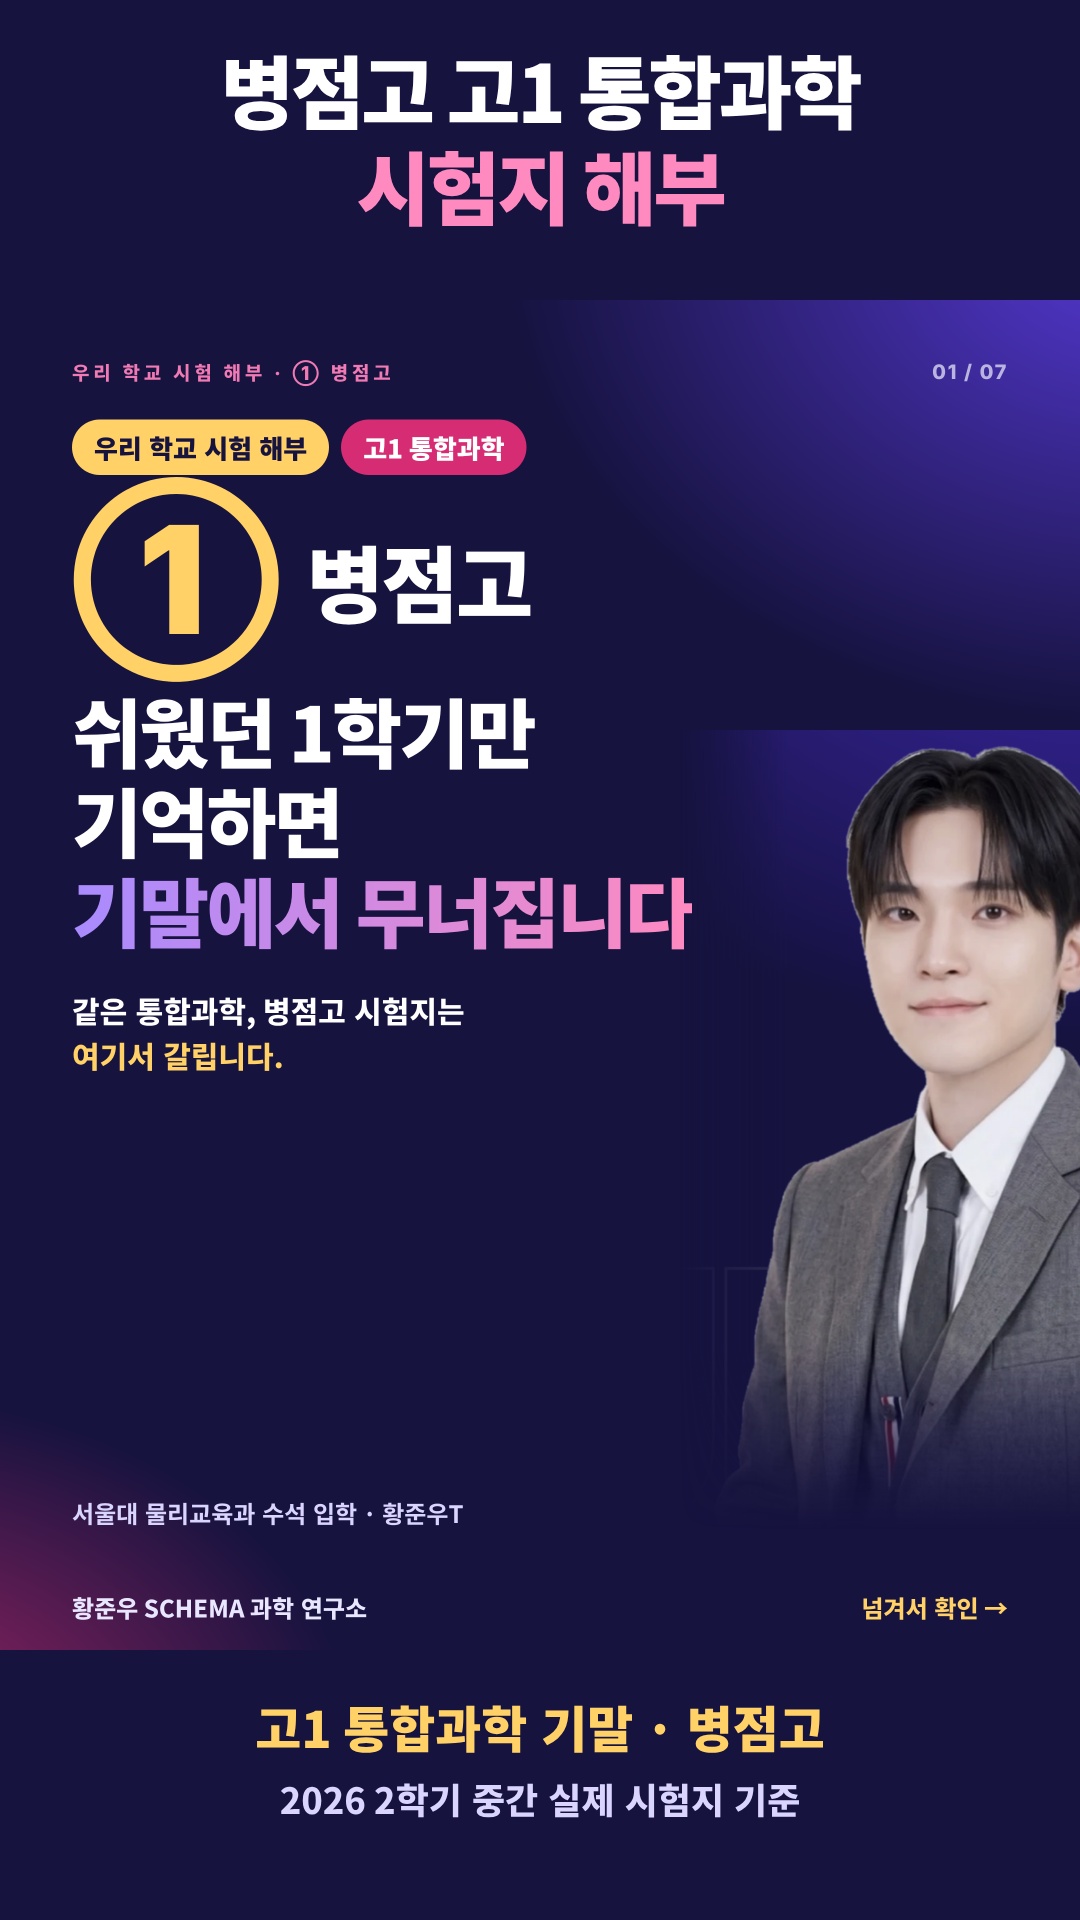 병점고 고1 통합과학
시험지 해부
우리 학교 시험 해부 · ① 병점고
01 / 07
우리 학교 시험 해부
고1 통합과학
① 병점고
쉬웠던 1학기만
기억하면
기말에서 무너집니다
같은 통합과학, 병점고 시험지는
여기서 갈립니다.
서울대 물리교육과 수석 입학 · 황준우T
황준우 SCHEMA 과학 연구소
넘겨서 확인 →
고1 통합과학 기말 · 병점고
2026 2학기 중간 실제 시험지 기준